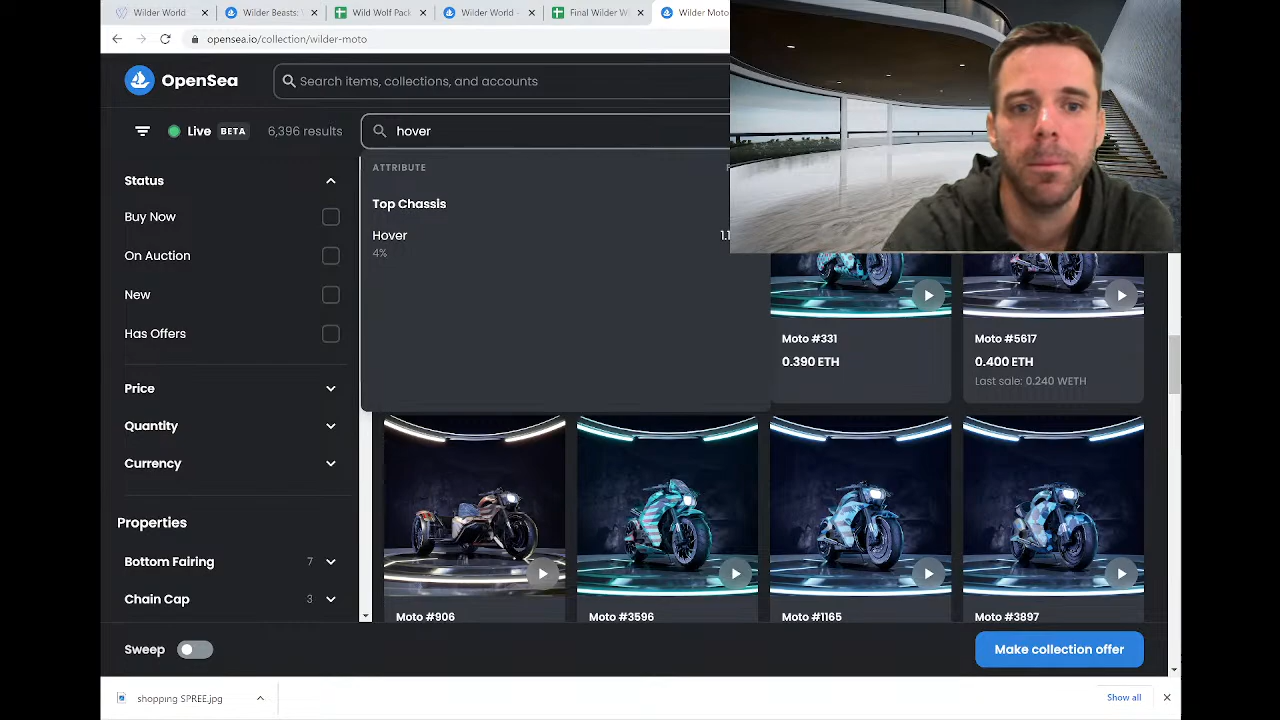 Wilder World
Wilder Beasts:
Wild Wolf Pac
Wilder World -
Final Wilder W
Wilder Moto
opensea.io/collection/wilder-moto
OpenSea
Search items, collections, and accounts
Live BETA 6,396 results
hover
ATTRIBUTE
Top Chassis
Hover 1.1
4%
Status
Buy Now
On Auction
New
Has Offers
Price
Quantity
Currency
Properties
Bottom Fairing 7
Chain Cap 3
Moto #331
0.390 ETH
Moto #5617
0.400 ETH
Last sale: 0.240 WETH
Moto #906
Moto #3596
Moto #1165
Moto #3897
Sweep
Make collection offer
shopping SPREE.jpg
Show all